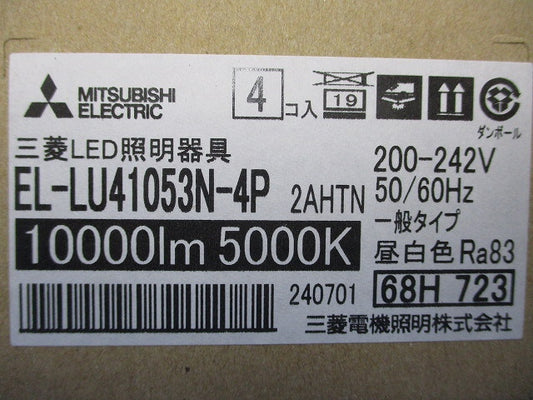 MITSUBISHI
ELECTRIC
4 コ入
19
ダンボール
三菱LED照明器具
EL-LU41053N-4P 2AHTN
10000lm 5000K
240701
200-242V
50/60Hz
一般タイプ
昼白色 Ra83
68H 723
三菱電機照明株式会社